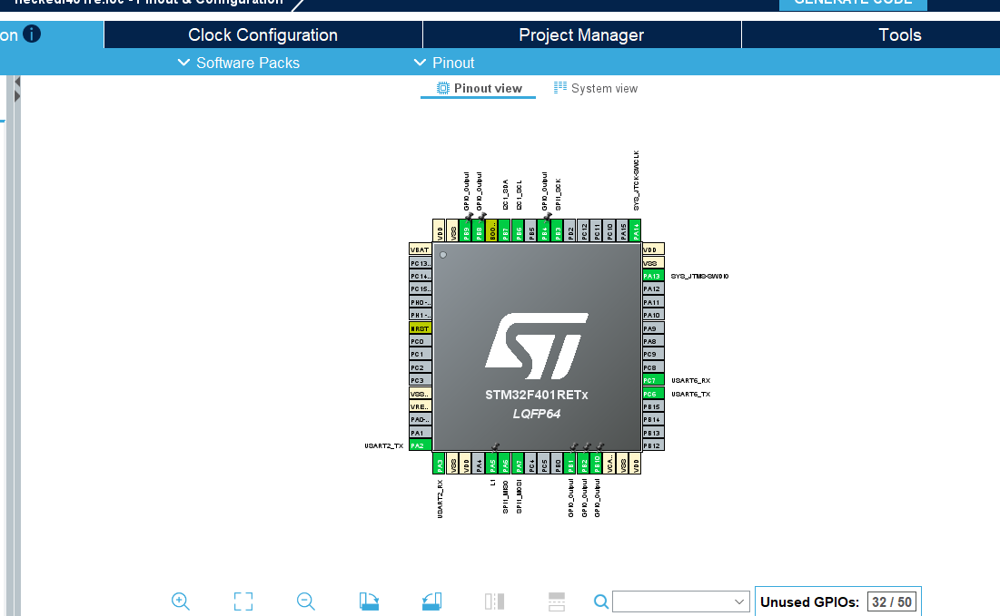 neckedf401re.ioc - Pinout & Configuration
GENERATE CODE
on
Clock Configuration
Project Manager
Tools
Software Packs
Pinout
Pinout view
System view
GPIO_Output
GPIO_Output
I2C1_SDA
I2C1_SCL
GPIO_Output
SPI1_SCK
SYS_JTCK-SWCLK
VDD
VSS
PB9
PB8
BOO..
PB7
PB6
PB5
PB4
PB3
PD2
PC12
PC11
PC10
PA15
PA14
VBAT
PC13..
PC14..
PC15..
PH0-..
PH1-..
NRST
PC0
PC1
PC2
PC3
VSS..
VRE..
PA0-..
PA1
USART2_TX
PA2
STM32F401RETx
LQFP64
VDD
VSS
PA13
SYS_JTMS-SWDIO
PA12
PA11
PA10
PA9
PA8
PC9
PC8
PC7
USART6_RX
PC6
USART6_TX
PB15
PB14
PB13
PB12
PA3
VSS
VDD
PA4
PA5
PA6
PA7
PC4
PC5
PB0
PB1
PB2
PB10
VCA..
VSS
VDD
USART2_RX
L1
SPI1_MISO
SPI1_MOSI
GPIO_Output
GPIO_Output
GPIO_Output
Unused GPIOs: 32 / 50